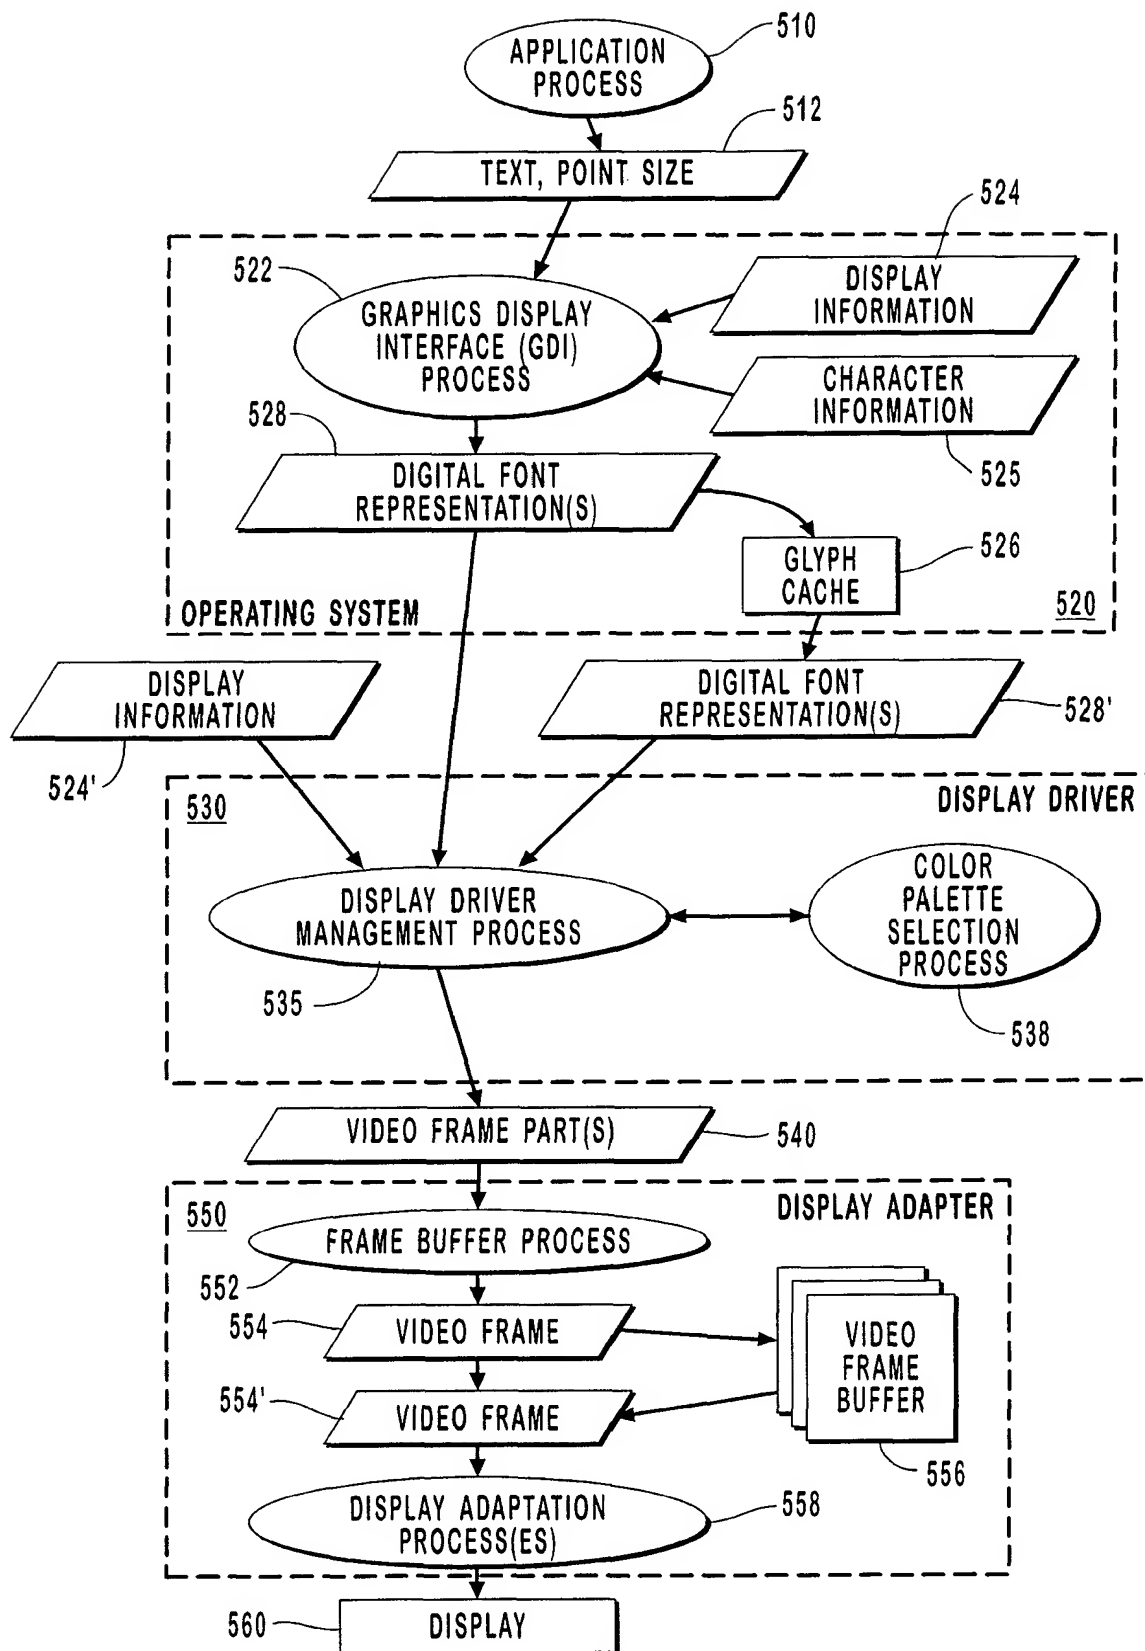 510
APPLICATION
PROCESS
512
TEXT, POINT SIZE
524
522
DISPLAY
INFORMATION
GRAPHICS DISPLAY
INTERFACE (GDI)
PROCESS
CHARACTER
INFORMATION
528
525
DIGITAL FONT
REPRESENTATION(S)
526
GLYPH
CACHE
OPERATING SYSTEM
520
DISPLAY
INFORMATION
DIGITAL FONT
REPRESENTATION(S)
528'
524'
530
DISPLAY DRIVER
DISPLAY DRIVER
MANAGEMENT PROCESS
COLOR
PALETTE
SELECTION
PROCESS
535
538
VIDEO FRAME PART(S)
540
550
DISPLAY ADAPTER
FRAME BUFFER PROCESS
552
554
VIDEO FRAME
VIDEO
FRAME
BUFFER
554'
VIDEO FRAME
556
DISPLAY ADAPTATION
PROCESS(ES)
558
560
DISPLAY